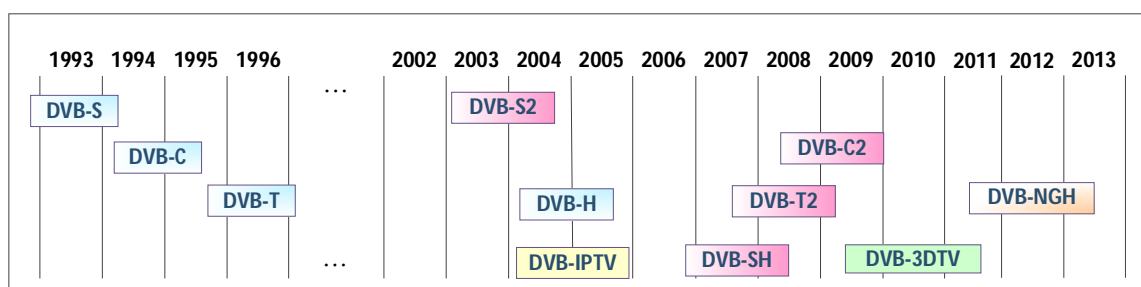 1993 1994 1995 1996 2002 2003 2004 2005 2006 2007 2008 2009 2010 2011 2012 2013
...
DVB-S DVB-S2
DVB-C DVB-C2
DVB-T DVB-H DVB-T2 DVB-NGH
... DVB-IPTV DVB-SH DVB-3DTV